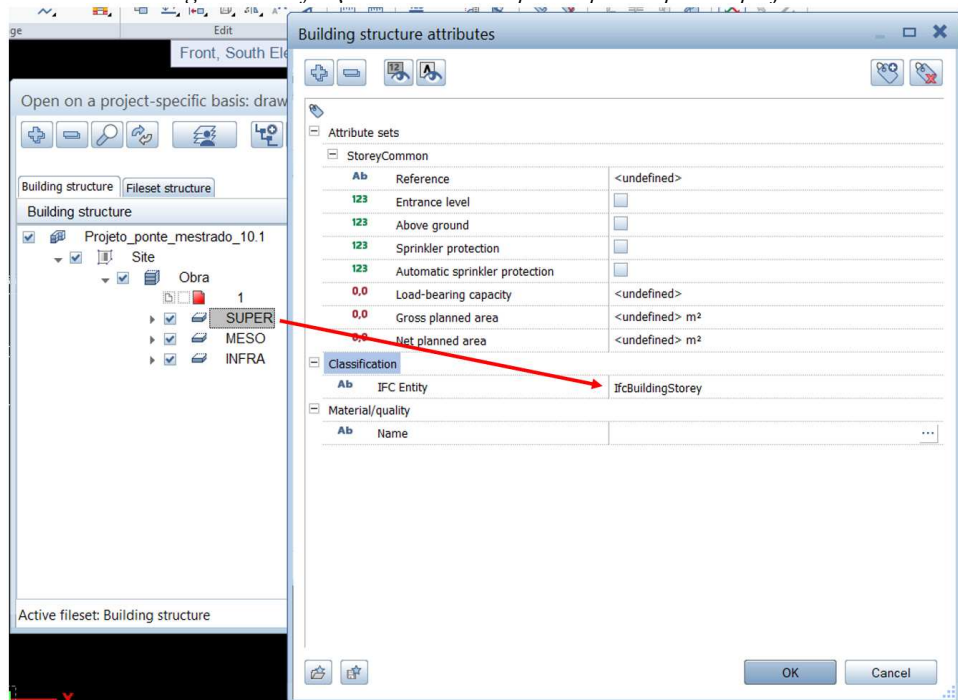 ge
Edit
Front, South Ele
Building structure attributes
Open on a project-specific basis: draw
Building structure
Fileset structure
Building structure
Projeto_ponte_mestrado_10.1
Site
Obra
1
SUPER
MESO
INFRA
Active fileset: Building structure
X
12
A
Attribute sets
StoreyCommon
Ab Reference <undefined>
123 Entrance level
123 Above ground
123 Sprinkler protection
123 Automatic sprinkler protection
0,0 Load-bearing capacity <undefined>
0,0 Gross planned area <undefined> m²
0,0 Net planned area <undefined> m²
Classification
Ab IFC Entity IfcBuildingStorey
Material/quality
Ab Name ...
OK Cancel